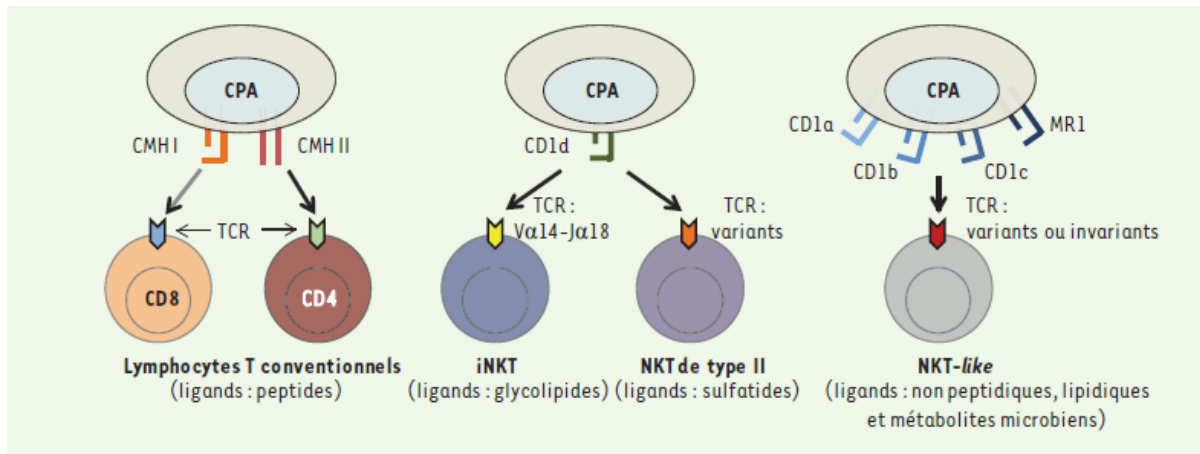 CPA
CMH I
CMH II
TCR
CD8
CD4
Lymphocytes T conventionnels
(ligands : peptides)
CPA
CD1d
TCR :
Vα14-Jα18
TCR :
variants
iNKT
(ligands : glycolipides)
NKT de type II
(ligands : sulfatides)
CPA
CD1a
CD1b
CD1c
MR1
TCR :
variants ou invariants
NKT-like
(ligands : non peptidiques, lipidiques
et métabolites microbiens)